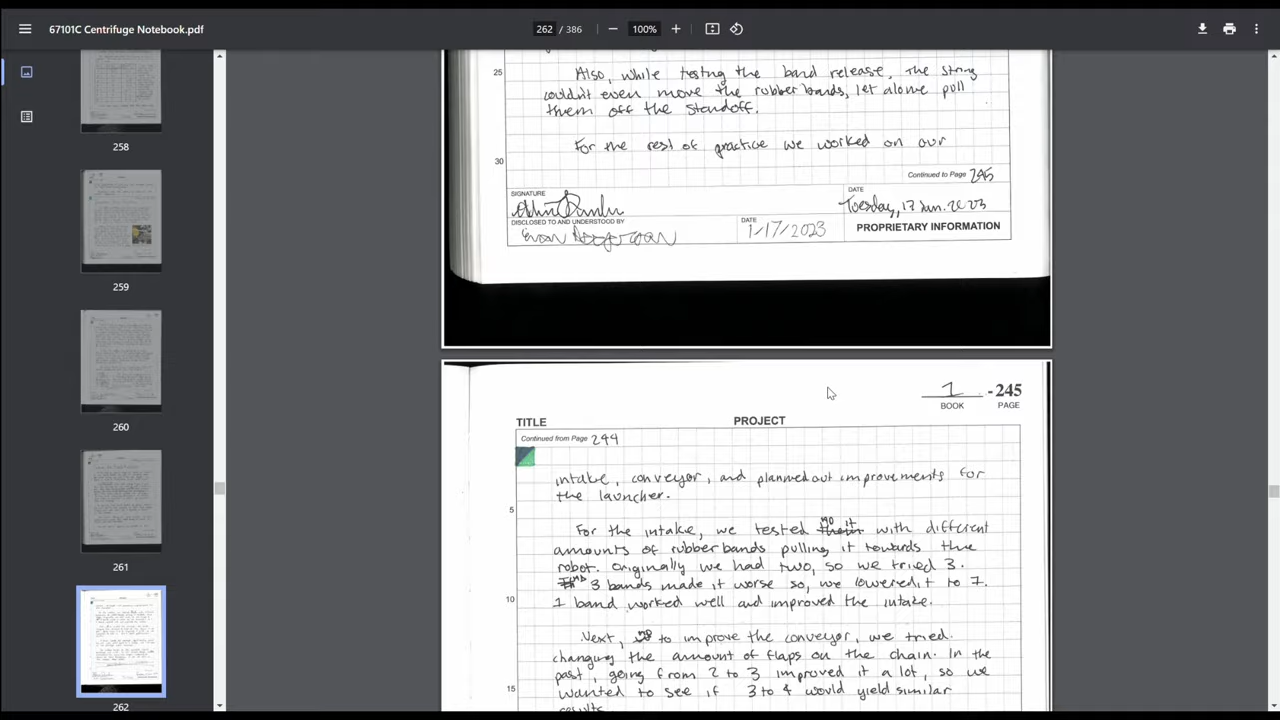 67101C Centrifuge Notebook.pdf
262 / 386
100%
258
259
260
261
262
25
Also, while testing the band release, the string
couldn't even move the rubber bands, let alone pull
them off the standoff.
For the rest of practice we worked on our
30
Continued to Page 245
SIGNATURE
DATE
Tuesday, 17 Jan. 2023
DISCLOSED TO AND UNDERSTOOD BY
DATE
1/17/2023
PROPRIETARY INFORMATION
1 -245
BOOK PAGE
TITLE PROJECT
Continued from Page 244
intake, conveyor, and planned out improvements for
the launcher.
5
For the intake, we tested it with different
amounts of rubber bands pulling it towards the
robot. Originally we had two, so we tried 3.
3 bands made it worse so, we lowered it to 1.
10
1 band worked well and improved the intake.
Next, to improve the conveyor, we tried
changing the amount of flaps on the chain. In the
past, going from 2 to 3 improved it a lot, so we
15
wanted to see if 3 to 4 would yield similar
results